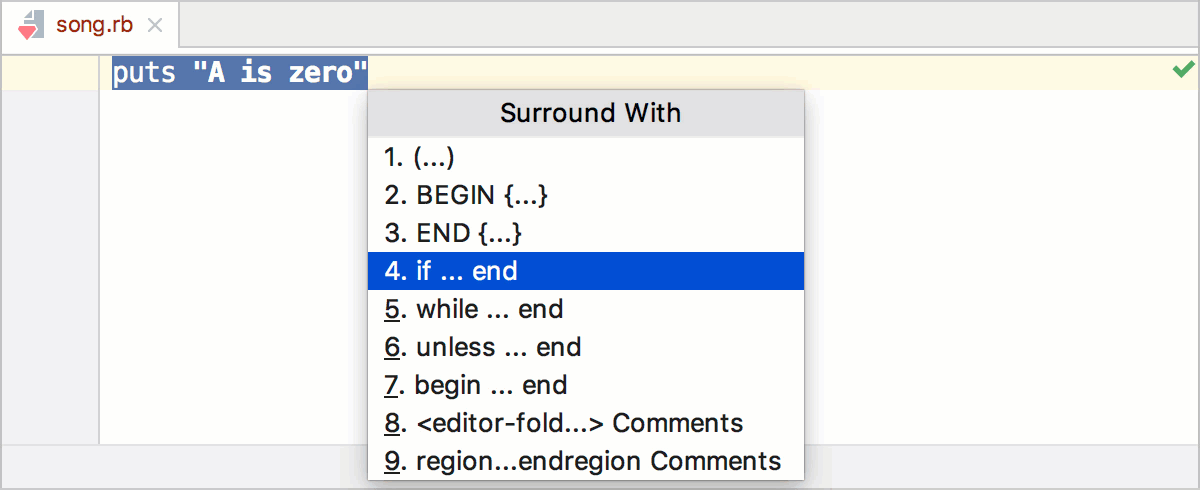 song.rb
puts "A is zero"
Surround With
1. (...)
2. BEGIN {...}
3. END {...}
4. if ... end
5. while ... end
6. unless ... end
7. begin ... end
8. <editor-fold...> Comments
9. region...endregion Comments